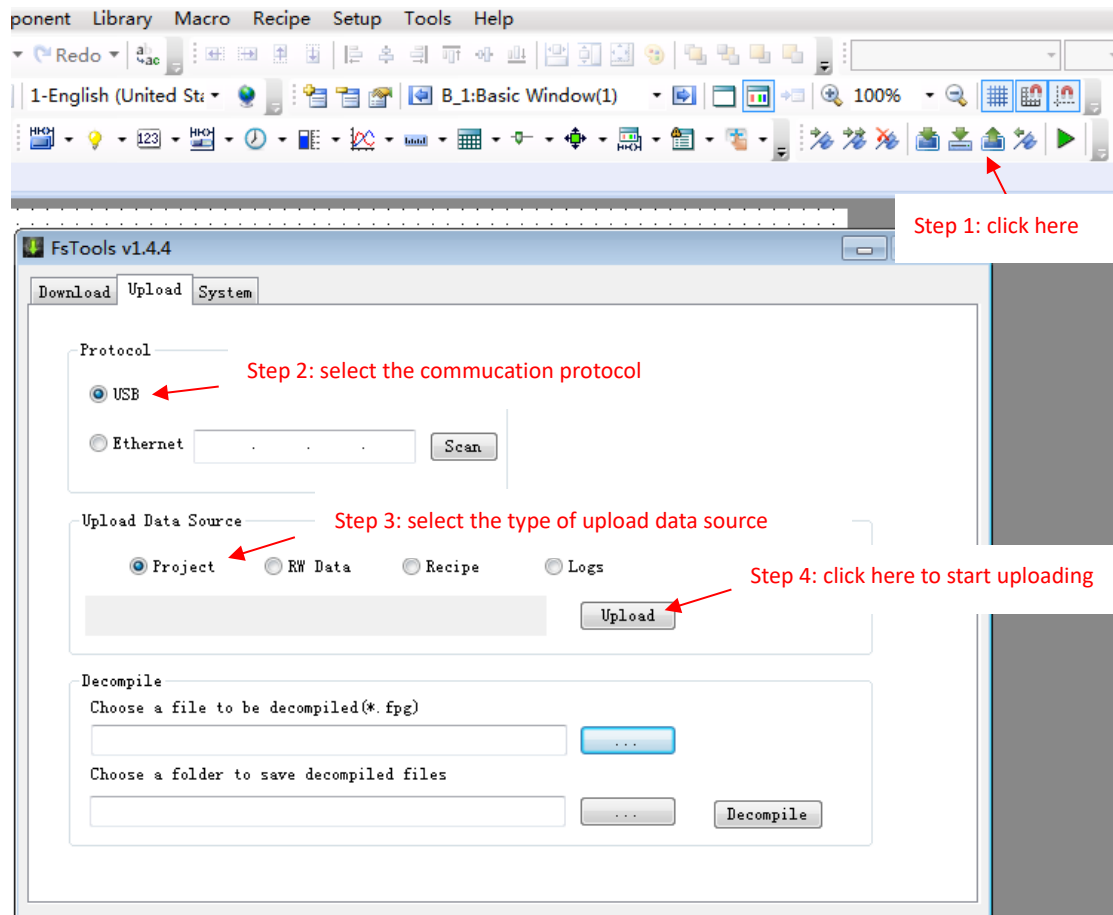 ponent Library Macro Recipe Setup Tools Help
Redo
1-English (United Sta B_1:Basic Window(1) 100%
123
Step 1: click here
FsTools v1.4.4
Download Upload System
Protocol
Step 2: select the commucation protocol
USB
Ethernet . . . Scan
Upload Data Source
Step 3: select the type of upload data source
Project RW Data Recipe Logs
Step 4: click here to start uploading
Upload
Decompile
Choose a file to be decompiled(*.fpg)
...
Choose a folder to save decompiled files
... Decompile